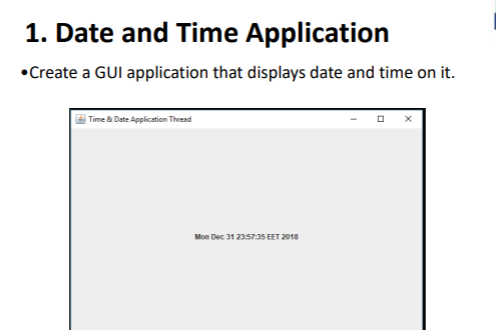 1. Date and Time Application
•Create a GUI application that displays date and time on it.
Time & Date Application Thread
Mon Dec 31 23:57:35 EET 2018